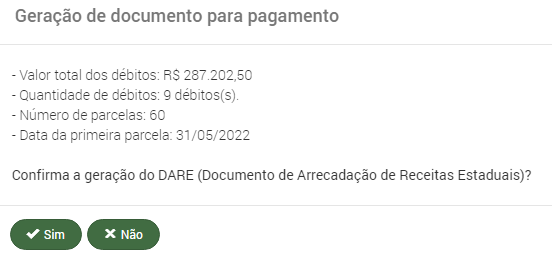 Geração de documento para pagamento
- Valor total dos débitos: R$ 287.202,50
- Quantidade de débitos: 9 débitos(s).
- Número de parcelas: 60
- Data da primeira parcela: 31/05/2022
Confirma a geração do DARE (Documento de Arrecadação de Receitas Estaduais)?
Sim Não